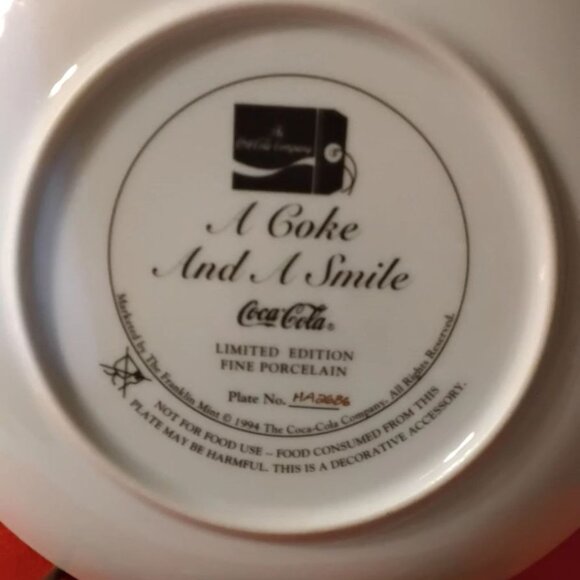 The
Coca-Cola Company
A Coke
And A Smile
Coca-Cola®
LIMITED EDITION
FINE PORCELAIN
Plate No. HA2686
Marketed by The Franklin Mint © 1994 The Coca-Cola Company. All Rights Reserved.
NOT FOR FOOD USE – FOOD CONSUMED FROM THIS
PLATE MAY BE HARMFUL. THIS IS A DECORATIVE ACCESSORY.